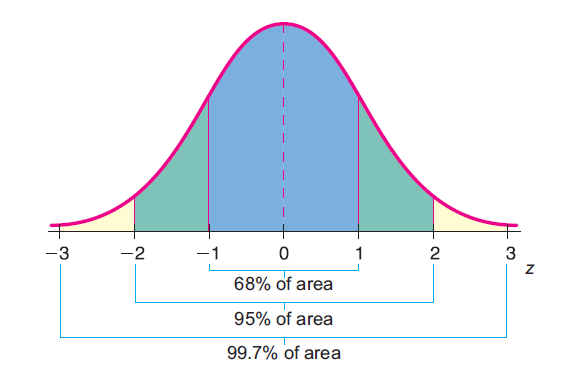 −3 −2 −1 0 1 2 3
z
68% of area
95% of area
99.7% of area